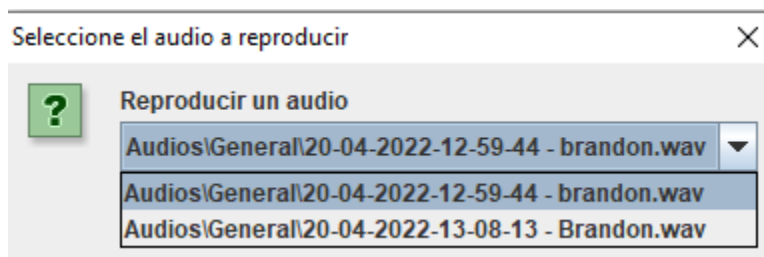 Seleccione el audio a reproducir
?
Reproducir un audio
Audios\General\20-04-2022-12-59-44 - brandon.wav
Audios\General\20-04-2022-12-59-44 - brandon.wav
Audios\General\20-04-2022-13-08-13 - Brandon.wav